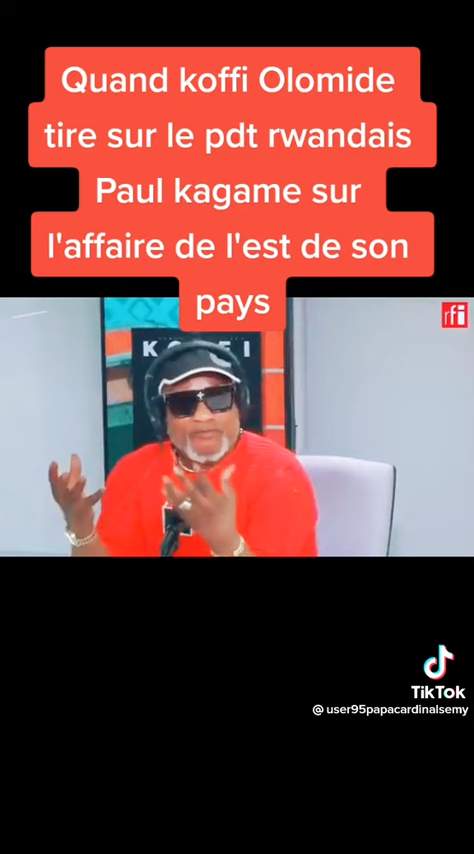 Quand koffi Olomide
tire sur le pdt rwandais
Paul kagame sur
l'affaire de l'est de son
pays
rfi
TikTok
@ user95papacardinalsemy